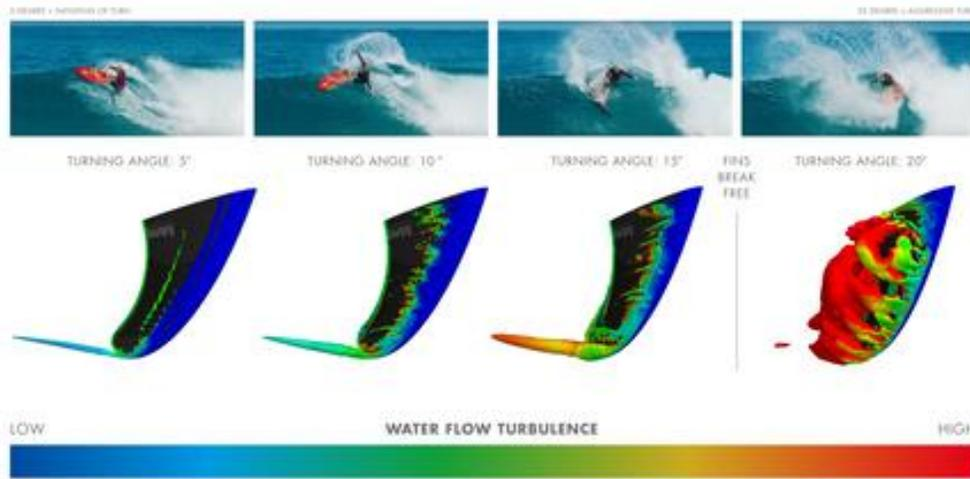 TURNING ANGLE: 5°
TURNING ANGLE: 10°
TURNING ANGLE: 15°
FINS
BREAK
FREE
TURNING ANGLE: 20°
LOW
WATER FLOW TURBULENCE
HIGH